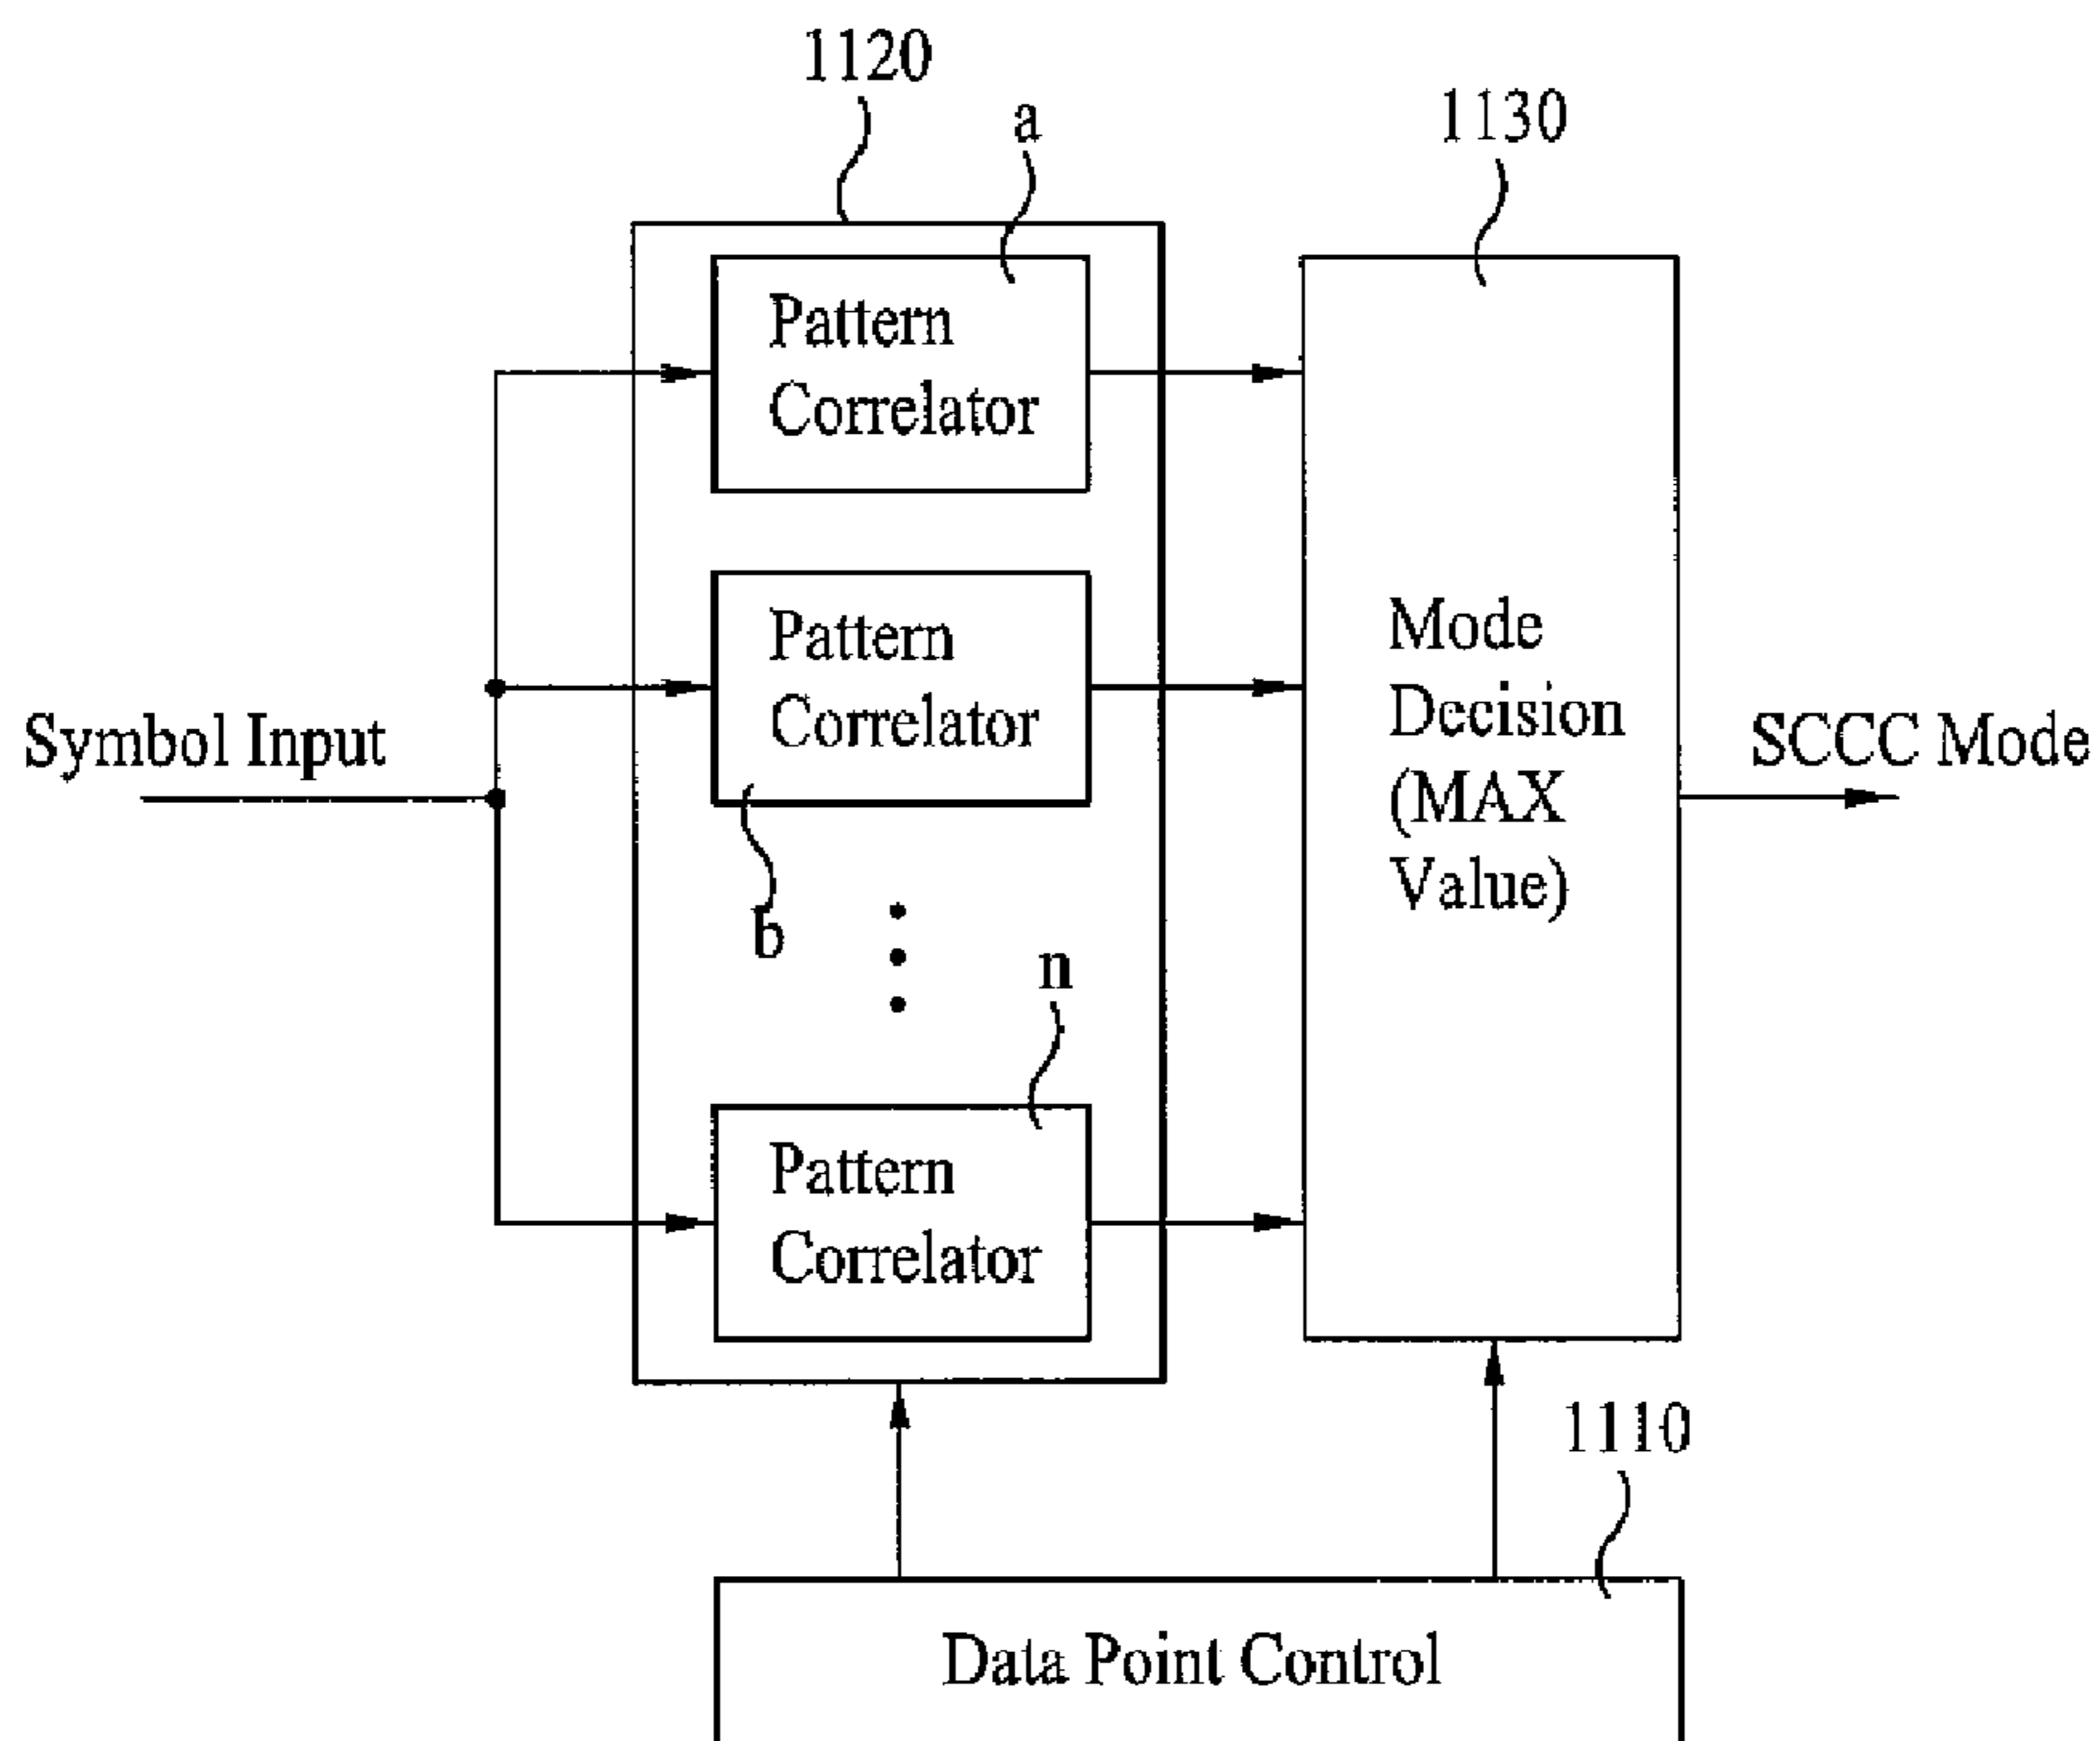 1120
a
1130
Pattern
Correlator
Pattern
Correlator
Symbol Input
Mode
Decision
(MAX
Value)
SCCC Mode
b
n
Pattern
Correlator
1110
Data Point Control